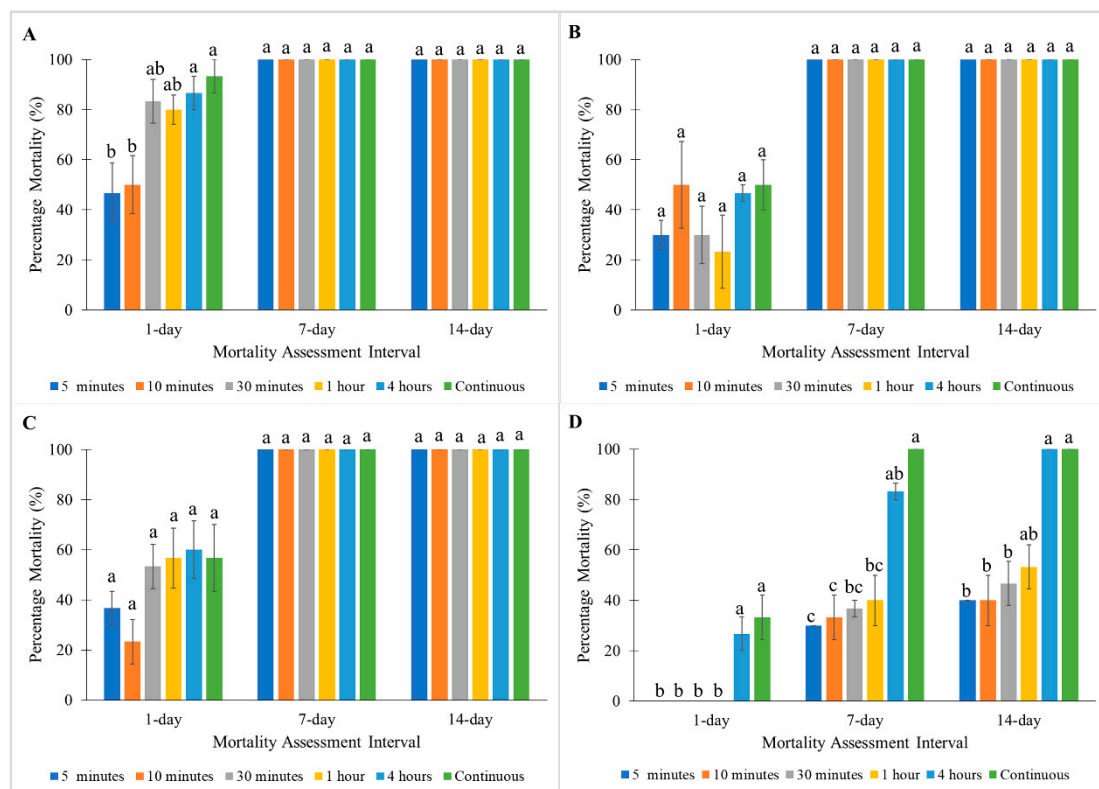 A
Percentage Mortality (%)
100
80
60
40
20
0
b b ab ab a a
a a a a a a
a a a a a a
1-day 7-day 14-day
Mortality Assessment Interval
5 minutes 10 minutes 30 minutes 1 hour 4 hours Continuous
B
Percentage Mortality (%)
100
80
60
40
20
0
a a a a a a
a a a a a a
a a a a a a
1-day 7-day 14-day
Mortality Assessment Interval
5 minutes 10 minutes 30 minutes 1 hour 4 hours Continuous
C
Percentage Mortality (%)
100
80
60
40
20
0
a a a a a a
a a a a a a
a a a a a a
1-day 7-day 14-day
Mortality Assessment Interval
5 minutes 10 minutes 30 minutes 1 hour 4 hours Continuous
D
Percentage Mortality (%)
100
80
60
40
20
0
b b b b a a
c c bc bc ab a
b b b b a a
1-day 7-day 14-day
Mortality Assessment Interval
5 minutes 10 minutes 30 minutes 1 hour 4 hours Continuous